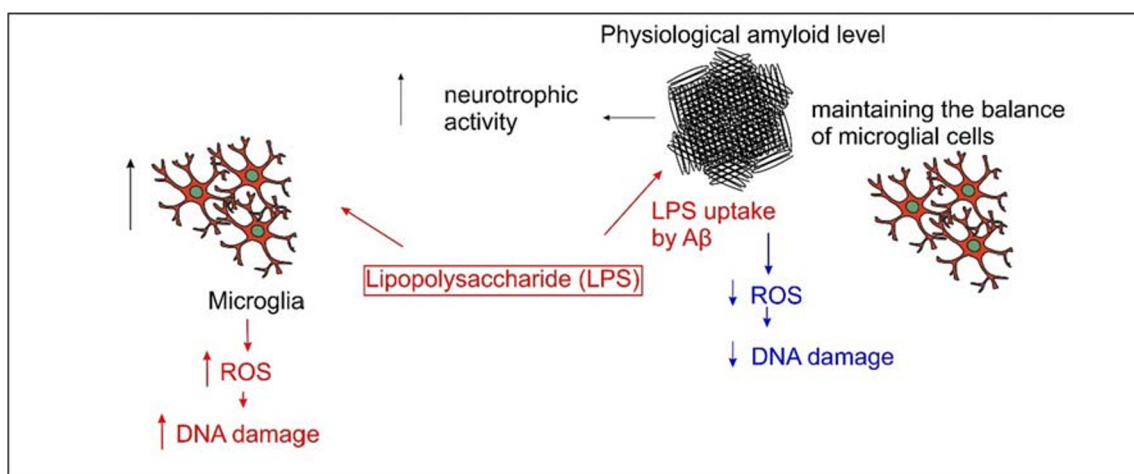 Physiological amyloid level
neurotrophic
activity
maintaining the balance
of microglial cells
LPS uptake
by Aβ
Lipopolysaccharide (LPS)
Microglia
ROS
DNA damage
ROS
DNA damage